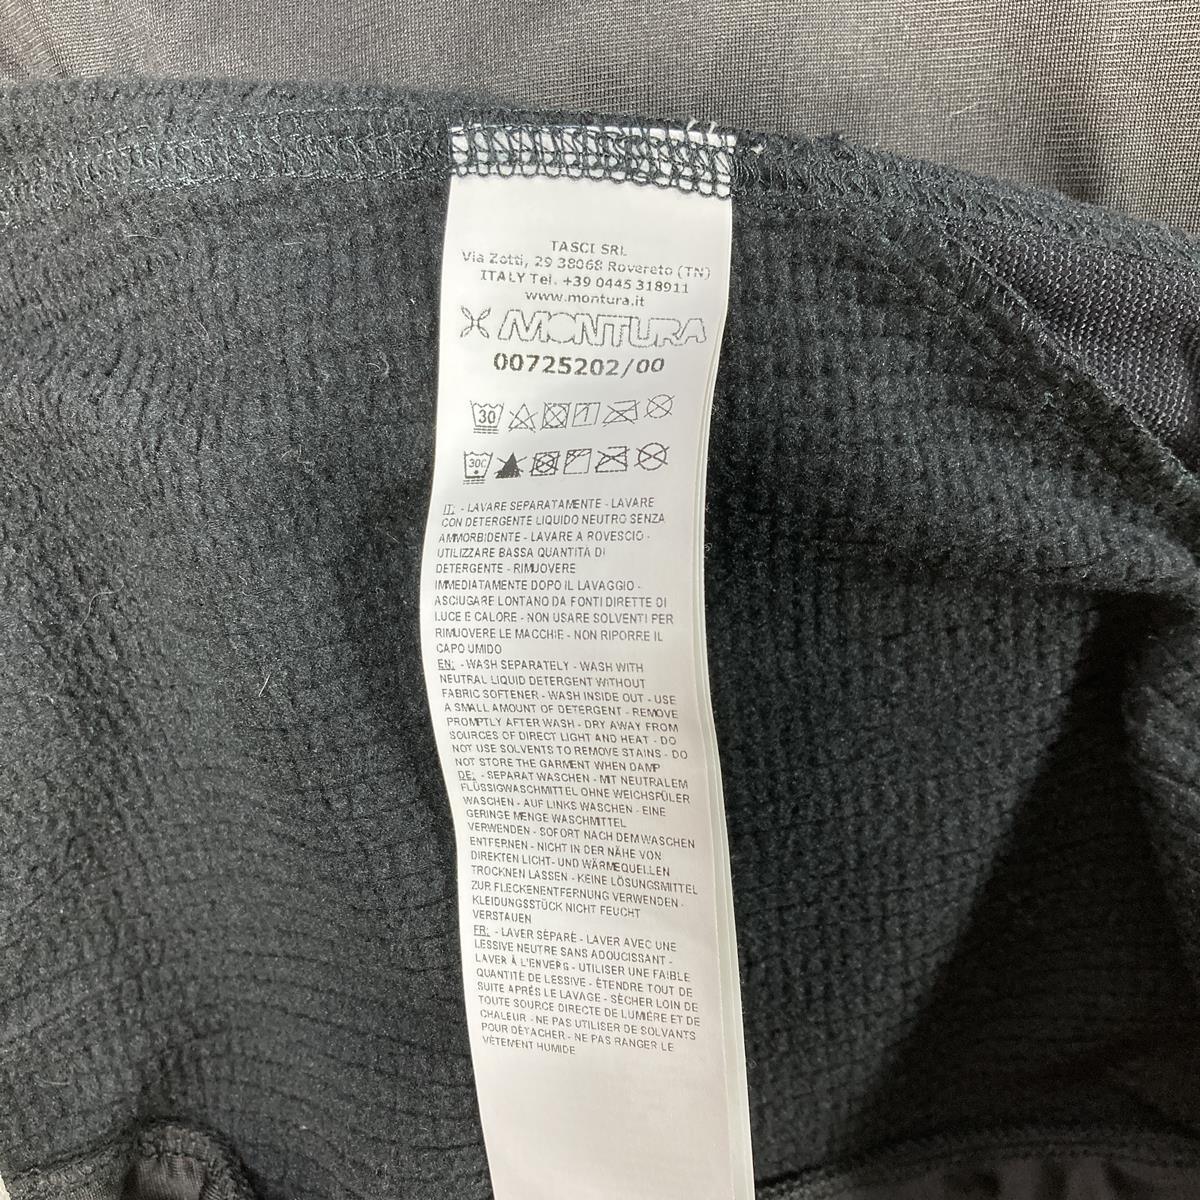 TASCI SRL
Via Zotti, 29 38068 Rovereto (TN)
ITALY Tel. +39 0445 318911
www.montura.it
MONTURA
00725202/00
30
30C
IT: - LAVARE SEPARATAMENTE - LAVARE
CON DETERGENTE LIQUIDO NEUTRO SENZA
AMMORBIDENTE - LAVARE A ROVESCIO -
UTILIZZARE BASSA QUANTITÀ DI
DETERGENTE - RIMUOVERE
IMMEDIATAMENTE DOPO IL LAVAGGIO -
ASCIUGARE LONTANO DA FONTI DIRETTE DI
LUCE E CALORE - NON USARE SOLVENTI PER
RIMUOVERE LE MACCHIE - NON RIPORRE IL
CAPO UMIDO
EN: - WASH SEPARATELY - WASH WITH
NEUTRAL LIQUID DETERGENT WITHOUT
FABRIC SOFTENER - WASH INSIDE OUT - USE
A SMALL AMOUNT OF DETERGENT - REMOVE
PROMPTLY AFTER WASH - DRY AWAY FROM
SOURCES OF DIRECT LIGHT AND HEAT - DO
NOT USE SOLVENTS TO REMOVE STAINS - DO
NOT STORE THE GARMENT WHEN DAMP
DE: - SEPARAT WASCHEN - MIT NEUTRALEM
FLÜSSIGWASCHMITTEL OHNE WEICHSPÜLER
WASCHEN - AUF LINKS WASCHEN - EINE
GERINGE MENGE WASCHMITTEL
VERWENDEN - SOFORT NACH DEM WASCHEN
ENTFERNEN - NICHT IN DER NÄHE VON
DIREKTEN LICHT- UND WÄRMEQUELLEN
TROCKNEN LASSEN - KEINE LÖSUNGSMITTEL
ZUR FLECKENENTFERNUNG VERWENDEN -
KLEIDUNGSSTÜCK NICHT FEUCHT
VERSTAUEN
FR: - LAVER SÉPARÉ - LAVER AVEC UNE
LESSIVE NEUTRE SANS ADOUCISSANT -
LAVER À L'ENVERS - UTILISER UNE FAIBLE
QUANTITÉ DE LESSIVE - ÉTENDRE TOUT DE
SUITE APRÈS LE LAVAGE - SÉCHER LOIN DE
TOUTE SOURCE DIRECTE DE LUMIÈRE ET DE
CHALEUR - NE PAS UTILISER DE SOLVANTS
POUR DÉTACHER - NE PAS RANGER LE
VÊTEMENT HUMIDE